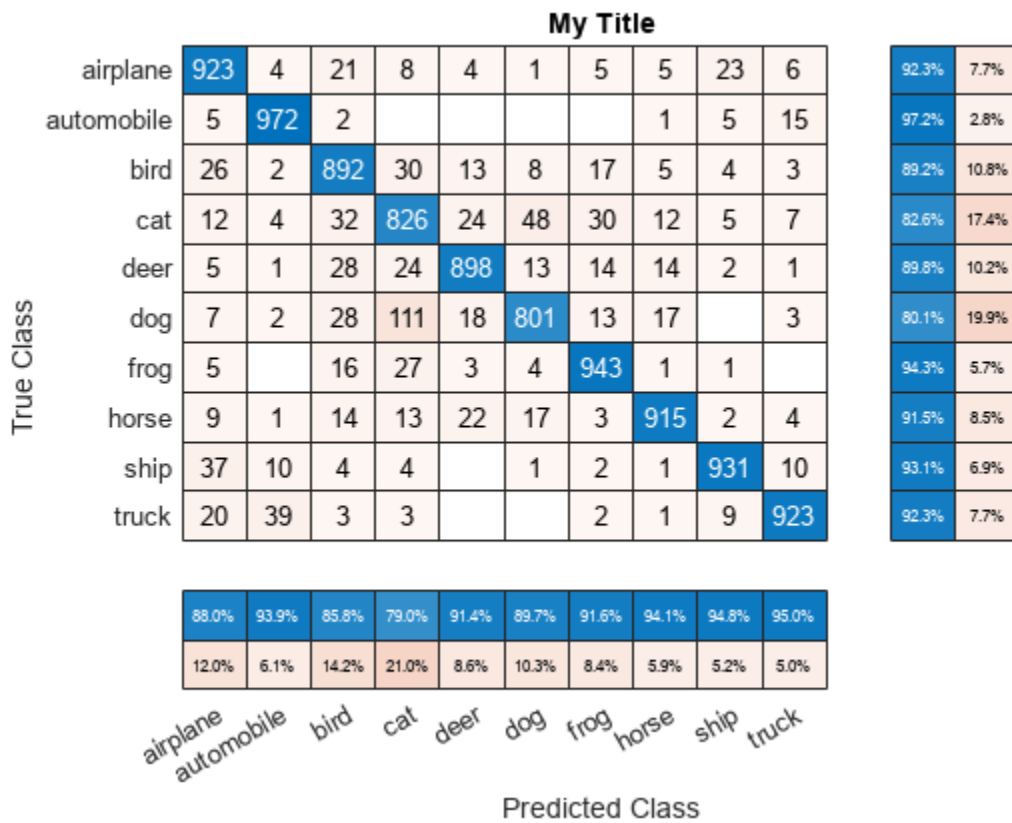 My Title
airplane 923 4 21 8 4 1 5 5 23 6 92.3% 7.7%
automobile 5 972 2 1 5 15 97.2% 2.8%
bird 26 2 892 30 13 8 17 5 4 3 89.2% 10.8%
cat 12 4 32 826 24 48 30 12 5 7 82.6% 17.4%
deer 5 1 28 24 898 13 14 14 2 1 89.8% 10.2%
dog 7 2 28 111 18 801 13 17 3 80.1% 19.9%
frog 5 16 27 3 4 943 1 1 94.3% 5.7%
horse 9 1 14 13 22 17 3 915 2 4 91.5% 8.5%
ship 37 10 4 4 1 2 1 931 10 93.1% 6.9%
truck 20 39 3 3 2 1 9 923 92.3% 7.7%
True Class
88.0% 93.9% 85.8% 79.0% 91.4% 89.7% 91.6% 94.1% 94.8% 95.0%
12.0% 6.1% 14.2% 21.0% 8.6% 10.3% 8.4% 5.9% 5.2% 5.0%
airplane automobile bird cat deer dog frog horse ship truck
Predicted Class